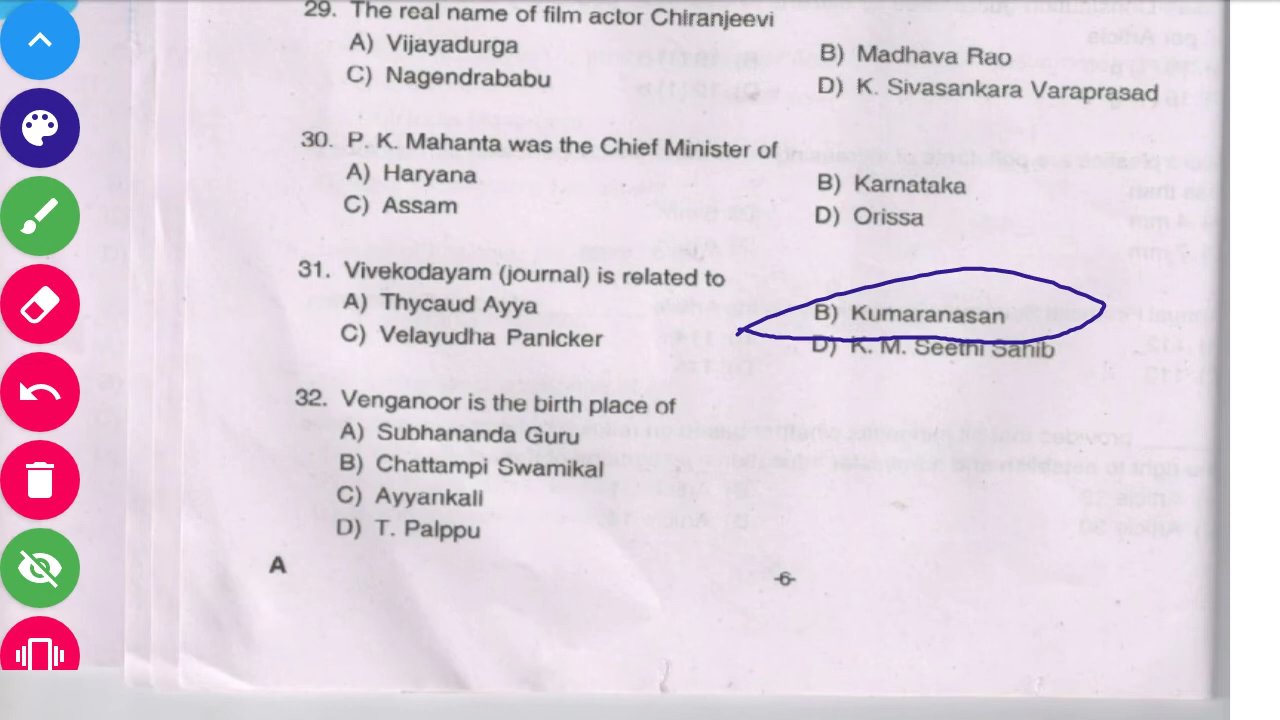 29. The real name of film actor Chiranjeevi
A) Vijayadurga
B) Madhava Rao
C) Nagendrababu
D) K. Sivasankara Varaprasad
30. P. K. Mahanta was the Chief Minister of
A) Haryana
B) Karnataka
C) Assam
D) Orissa
31. Vivekodayam (journal) is related to
A) Thycaud Ayya
B) Kumaranasan
C) Velayudha Panicker
D) K. M. Seethi Sahib
32. Venganoor is the birth place of
A) Subhananda Guru
B) Chattampi Swamikal
C) Ayyankali
D) T. Palppu
A
-6-